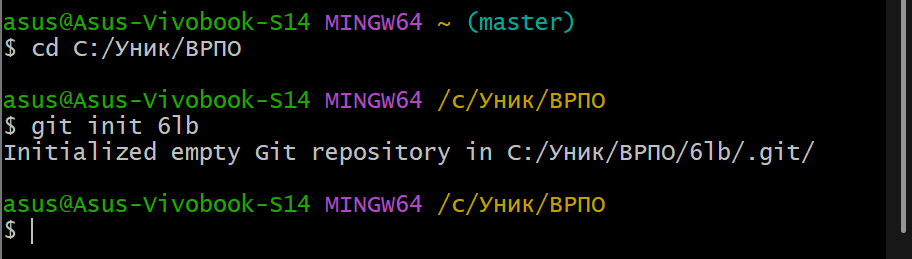 asus@Asus-Vivobook-S14 MINGW64 ~ (master)
$ cd C:/Уник/ВРПО
asus@Asus-Vivobook-S14 MINGW64 /c/Уник/ВРПО
$ git init 6lb
Initialized empty Git repository in C:/Уник/ВРПО/6lb/.git/
asus@Asus-Vivobook-S14 MINGW64 /c/Уник/ВРПО
$